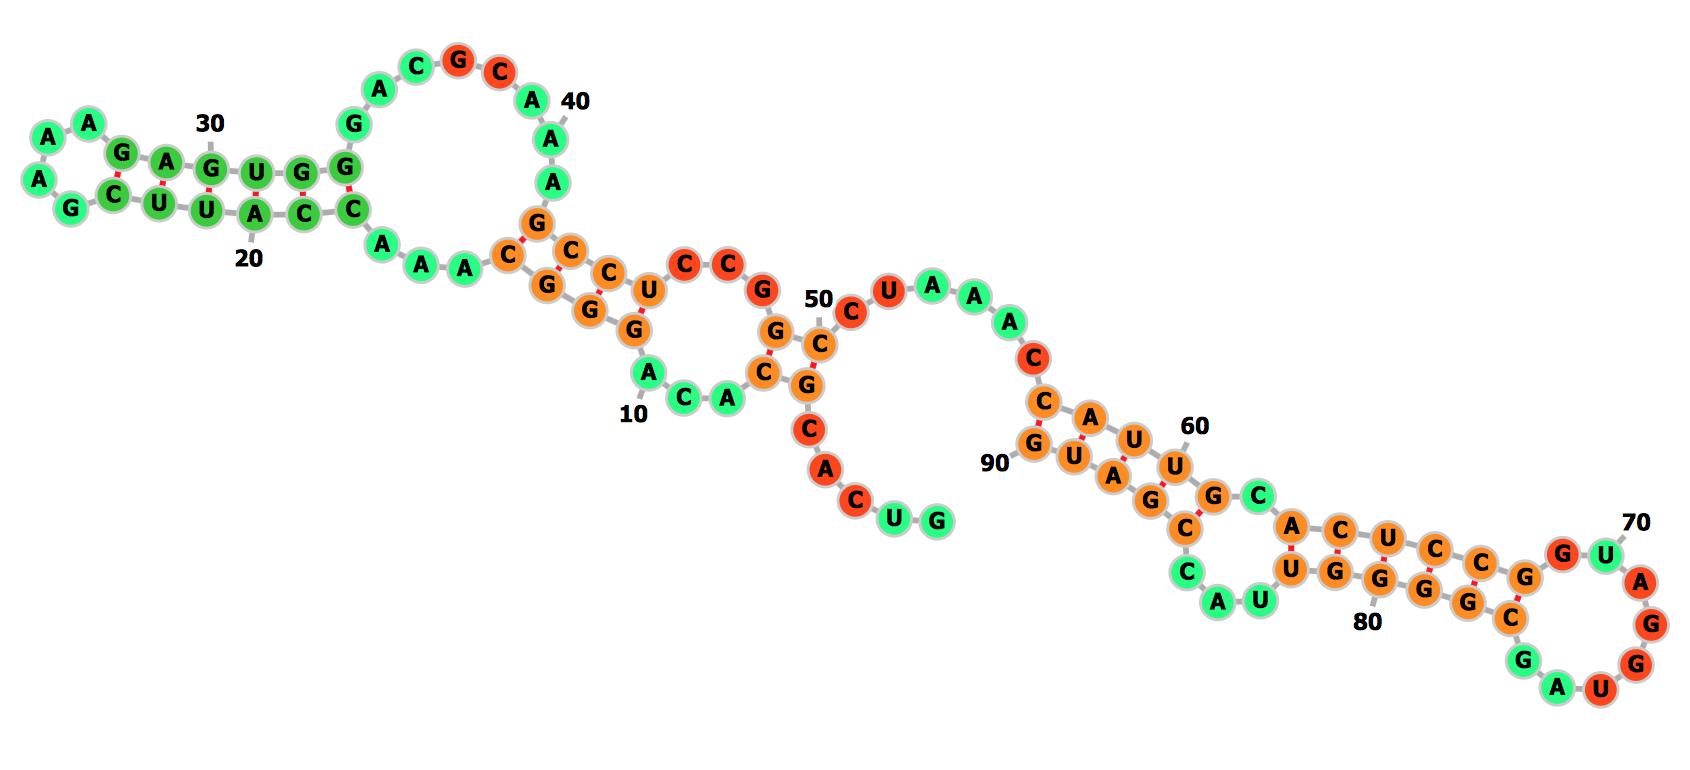 G U C A C G C A C A
10
G G G C A A A C C A
20
U U C G A A A G A G
30
U G G G A C G C A A
40
A G C C U C C G G C
50
C U A A A C C A U U
60
G C A C U C C G G U
70
A G G U A G C G G G
80
G U U A C C G A U G
90